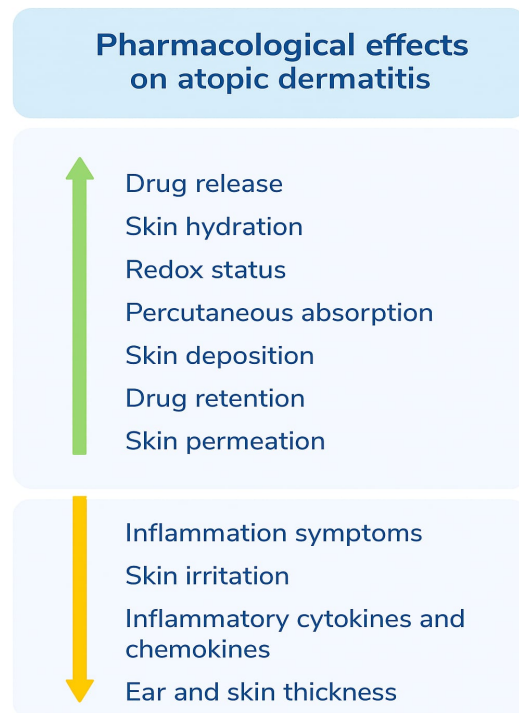 Pharmacological effects
on atopic dermatitis
Drug release
Skin hydration
Redox status
Percutaneous absorption
Skin deposition
Drug retention
Skin permeation
Inflammation symptoms
Skin irritation
Inflammatory cytokines and
chemokines
Ear and skin thickness